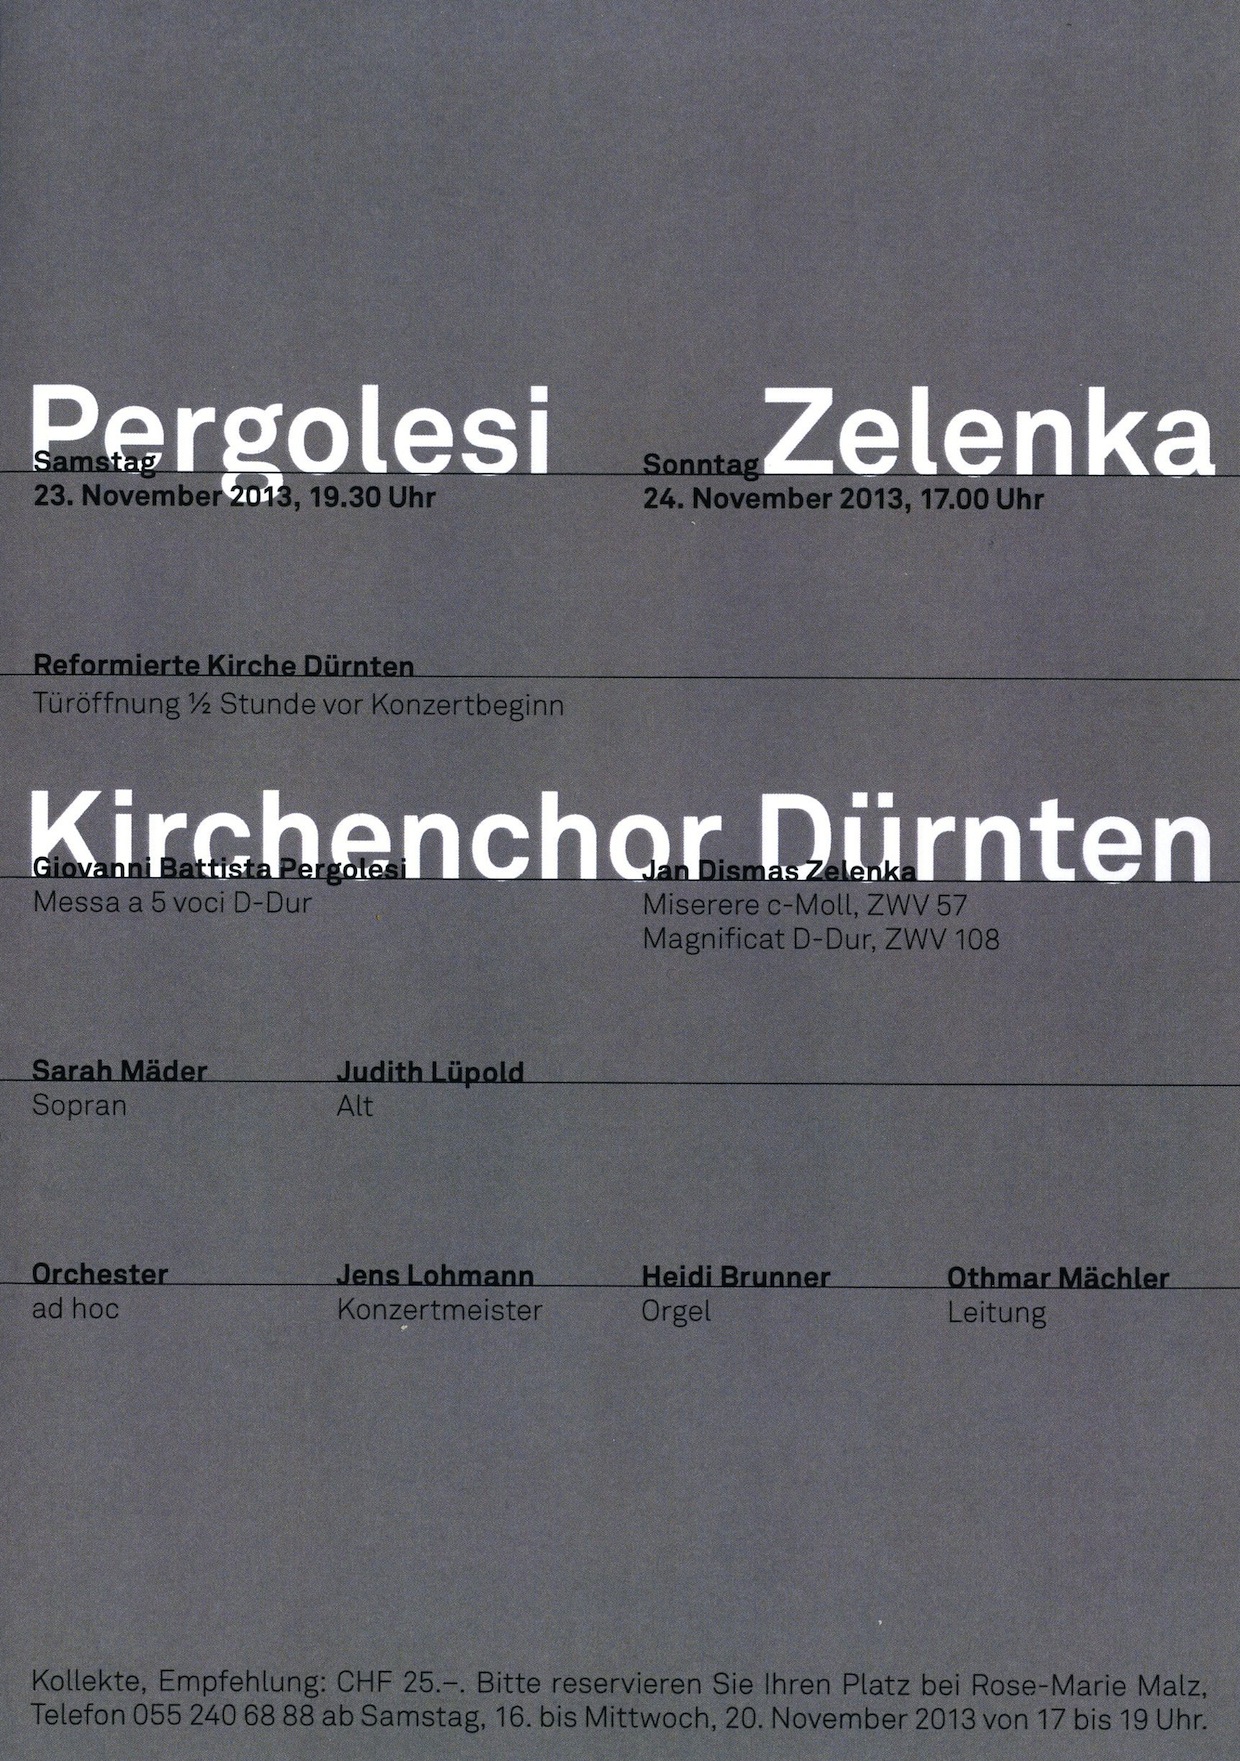 Pergolesi Zelenka
Samstag Sonntag
23. November 2013, 19.30 Uhr 24. November 2013, 17.00 Uhr
Reformierte Kirche Dürnten
Türöffnung ½ Stunde vor Konzertbeginn
Kirchenchor Dürnten
Giovanni Battista Pergolesi Jan Dismas Zelenka
Messa a 5 voci D-Dur Miserere c-Moll, ZWV 57
Magnificat D-Dur, ZWV 108
Sarah Mäder Judith Lüpold
Sopran Alt
Orchester Jens Lohmann Heidi Brunner Othmar Mächler
ad hoc Konzertmeister Orgel Leitung
Kollekte, Empfehlung: CHF 25.–. Bitte reservieren Sie Ihren Platz bei Rose-Marie Malz,
Telefon 055 240 68 88 ab Samstag, 16. bis Mittwoch, 20. November 2013 von 17 bis 19 Uhr.